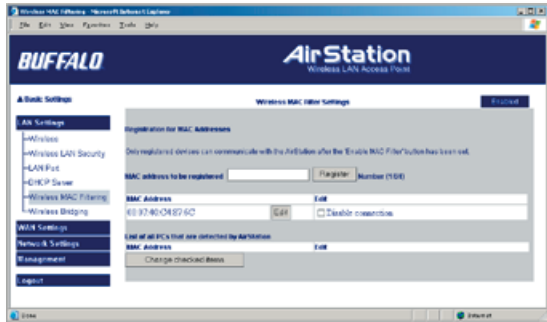 Wireless MAC Filtering - Microsoft Internet Explorer
File Edit View Favorites Tools Help
BUFFALO
AirStation
Wireless LAN Access Point
Basic Settings
Wireless MAC Filter Settings
Enabled
LAN Settings
Wireless
Wireless LAN Security
LAN Port
DHCP Server
Wireless MAC Filtering
Wireless Bridging
WAN Settings
Network Settings
Management
Logout
Registration for MAC Addresses
Only registered devices can communicate with the AirStation after the 'Enable MAC Filter' button has been set.
MAC address to be registered
Register
Number (1/64)
MAC Address
Edit
Edit
Disable connection
List of all PCs that are detected by AirStation
MAC Address
Edit
Change checked items
Done
Internet